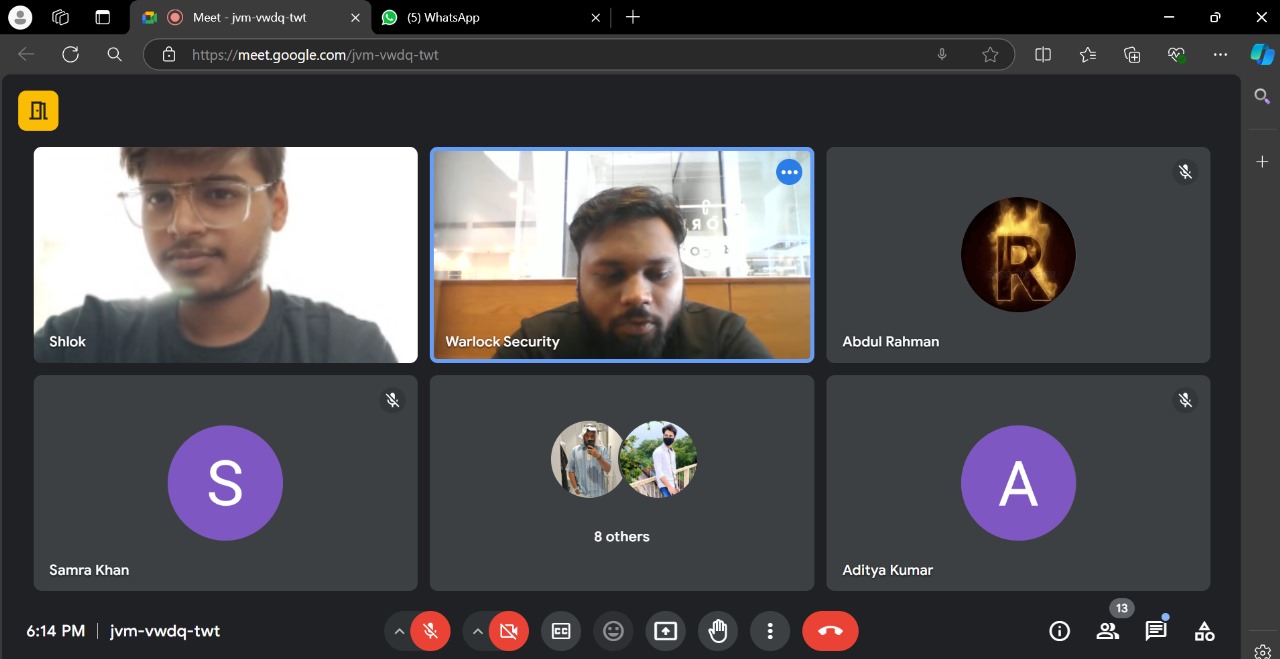 Meet - jvm-vwdq-twt
(5) WhatsApp
https://meet.google.com/jvm-vwdq-twt
Shlok
Warlock Security
R
Abdul Rahman
S
Samra Khan
8 others
A
Aditya Kumar
13
6:14 PM | jvm-vwdq-twt
CC